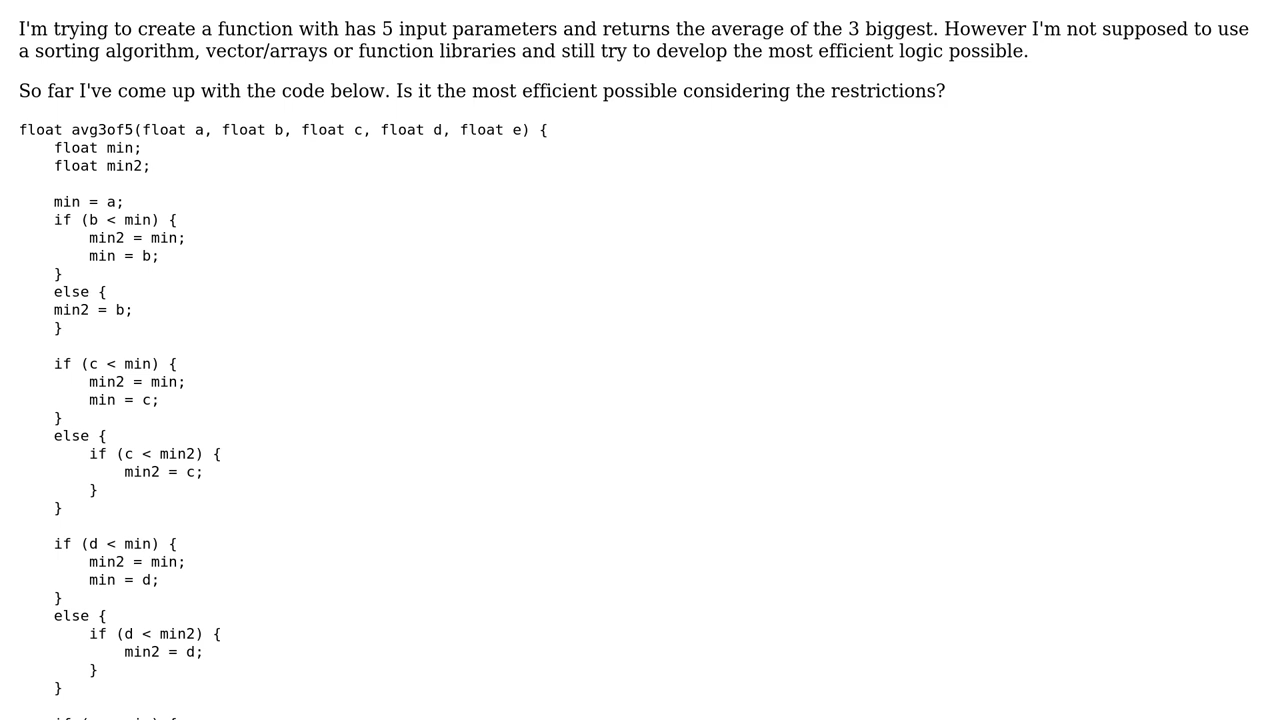 I'm trying to create a function with has 5 input parameters and returns the average of the 3 biggest. However I'm not supposed to use
a sorting algorithm, vector/arrays or function libraries and still try to develop the most efficient logic possible.
So far I've come up with the code below. Is it the most efficient possible considering the restrictions?
float avg3of5(float a, float b, float c, float d, float e) {
    float min;
    float min2;

    min = a;
    if (b < min) {
        min2 = min;
        min = b;
    }
    else {
    min2 = b;
    }

    if (c < min) {
        min2 = min;
        min = c;
    }
    else {
        if (c < min2) {
            min2 = c;
        }
    }

    if (d < min) {
        min2 = min;
        min = d;
    }
    else {
        if (d < min2) {
            min2 = d;
        }
    }